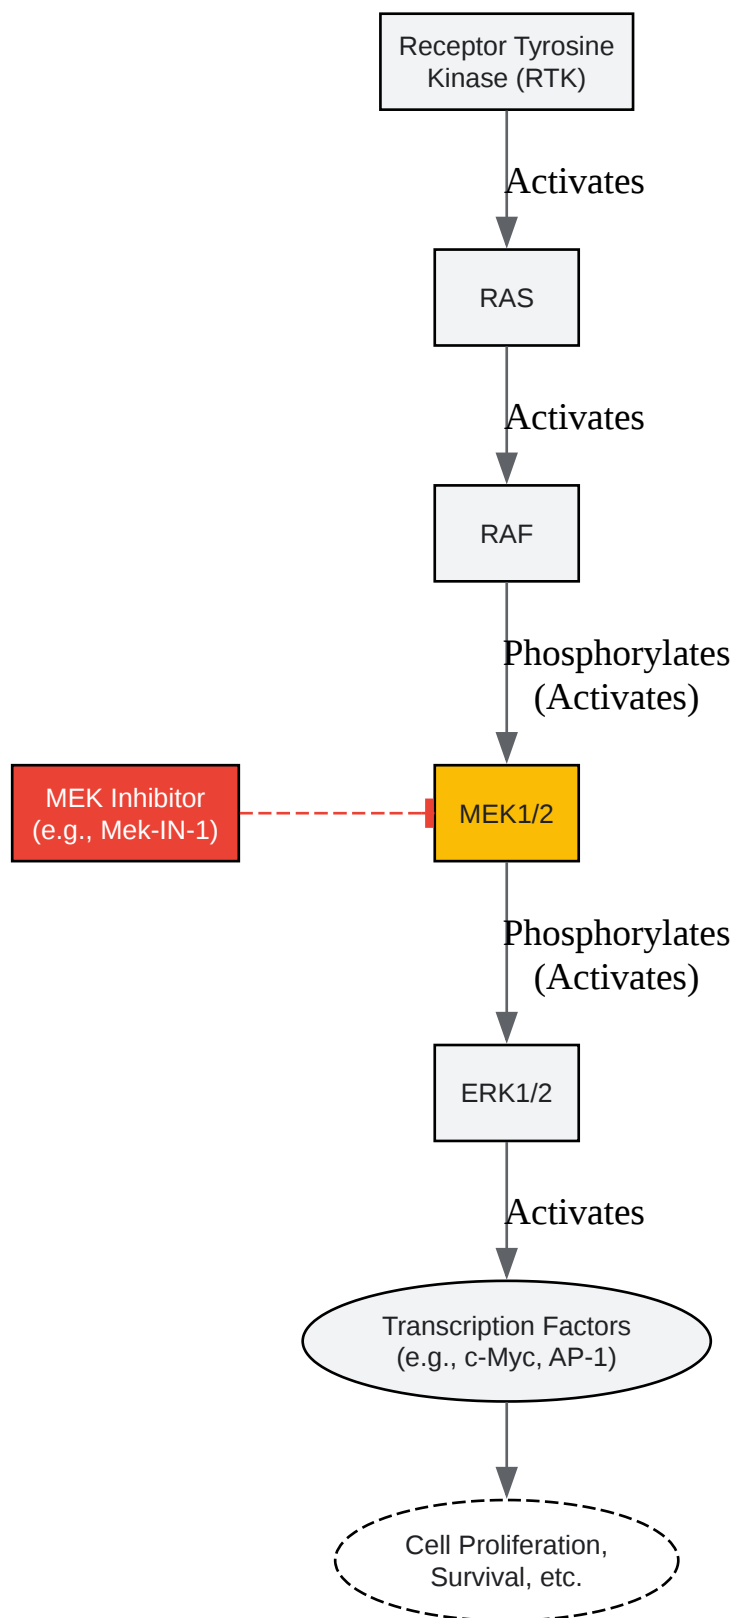 Receptor Tyrosine
Kinase (RTK)
Activates
RAS
Activates
RAF
Phosphorylates
(Activates)
MEK Inhibitor
(e.g., Mek-IN-1)
MEK1/2
Phosphorylates
(Activates)
ERK1/2
Activates
Transcription Factors
(e.g., c-Myc, AP-1)
Cell Proliferation,
Survival, etc.